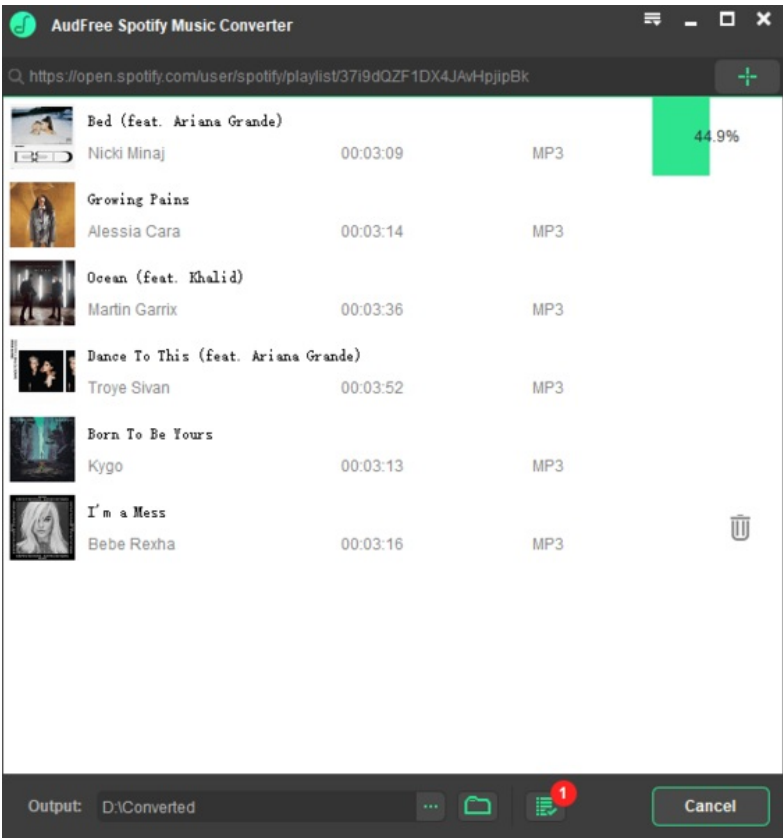 AudFree Spotify Music Converter
https://open.spotify.com/user/spotify/playlist/37i9dQZF1DX4JAvHpjipBk
Bed (feat. Ariana Grande)
Nicki Minaj 00:03:09 MP3 44.9%
Growing Pains
Alessia Cara 00:03:14 MP3
Ocean (feat. Khalid)
Martin Garrix 00:03:36 MP3
Dance To This (feat. Ariana Grande)
Troye Sivan 00:03:52 MP3
Born To Be Yours
Kygo 00:03:13 MP3
I'm a Mess
Bebe Rexha 00:03:16 MP3
Output: D:\Converted ... 1 Cancel